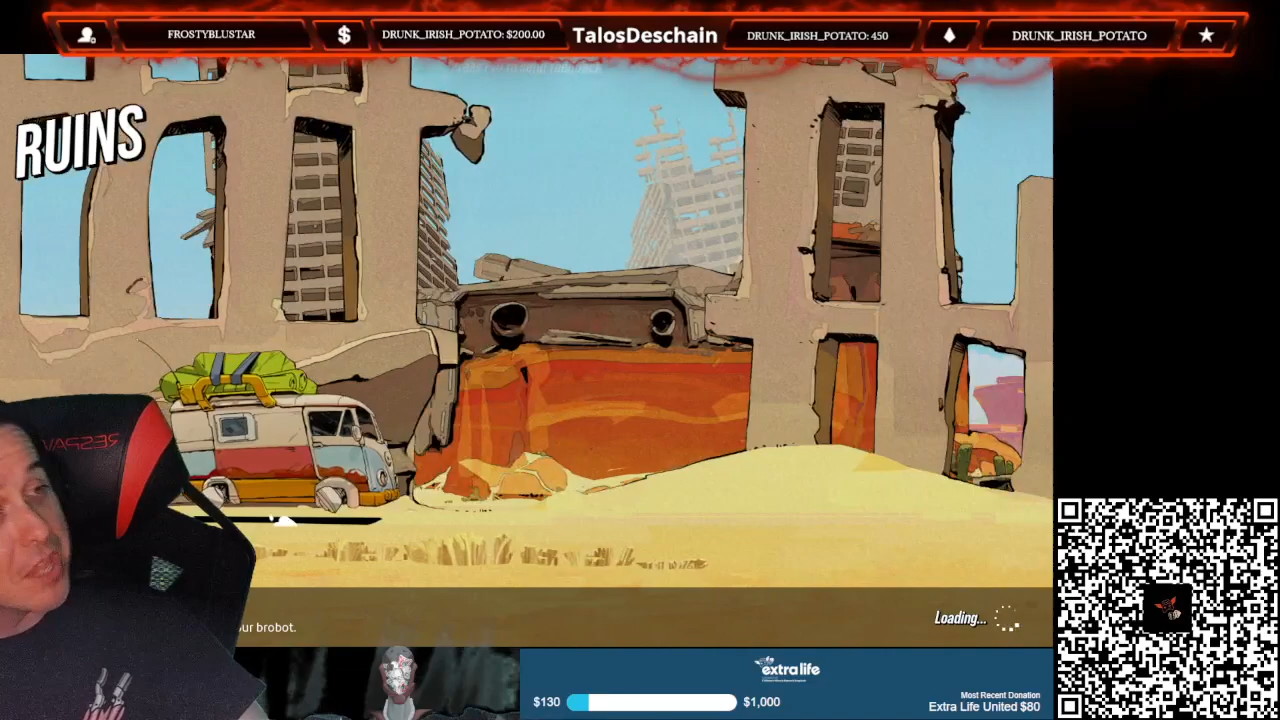 FROSTYBLUSTAR
$
DRUNK_IRISH_POTATO: $200.00
TalosDeschain
DRUNK_IRISH_POTATO: 450
DRUNK_IRISH_POTATO
RUINS
RESPAWN
ur brobot.
Loading...
extra life
$130
$1,000
Most Recent Donation
Extra Life United $80